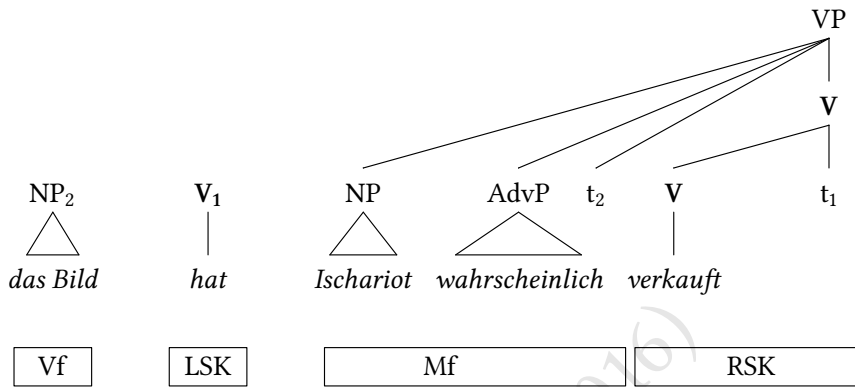 VP
V
NP₂ V₁ NP AdvP t₂ V t₁
das Bild hat Ischariot wahrscheinlich verkauft
Vf LSK Mf RSK